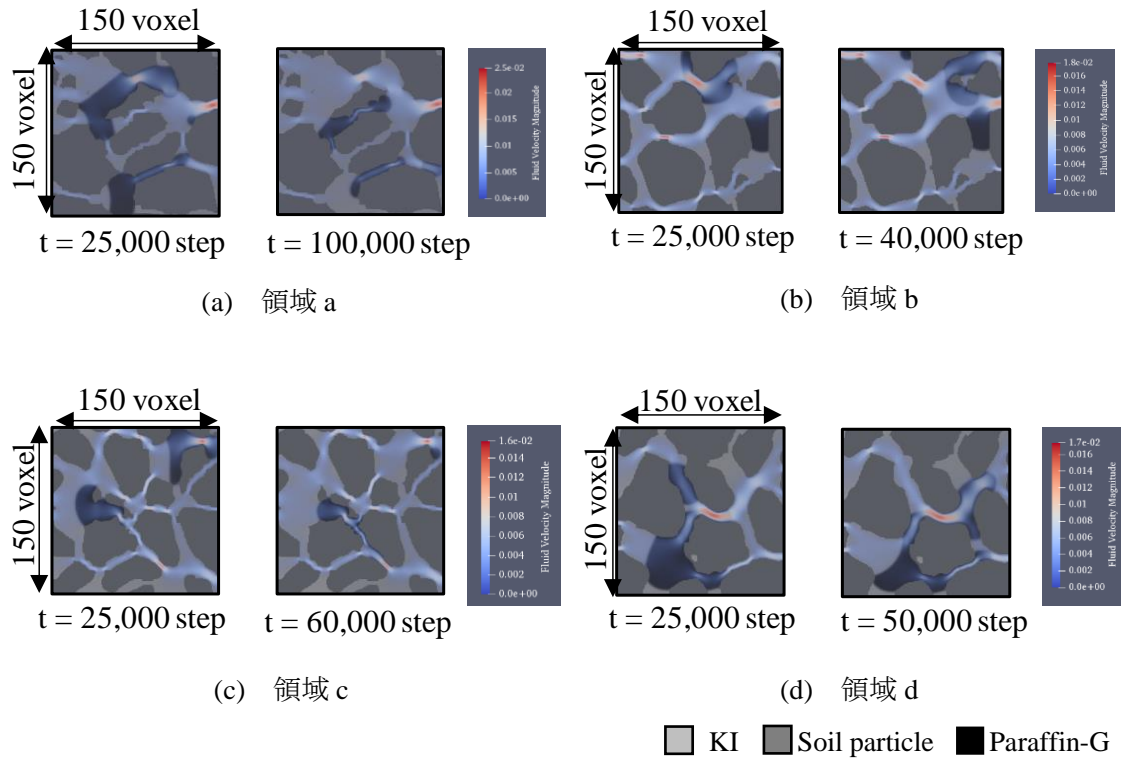 150 voxel
150 voxel
2.5e-02
0.02
0.015
0.01
0.005
0.0e+00
Fluid Velocity Magnitude
t = 25,000 step
t = 100,000 step
(a) 領域 a
150 voxel
150 voxel
1.8e-02
0.016
0.014
0.012
0.010
0.008
0.006
0.004
0.002
0.0e+00
Fluid Velocity Magnitude
t = 25,000 step
t = 40,000 step
(b) 領域 b
150 voxel
150 voxel
1.6e-02
0.014
0.012
0.010
0.008
0.006
0.004
0.002
0.0e+00
Fluid Velocity Magnitude
t = 25,000 step
t = 60,000 step
(c) 領域 c
150 voxel
150 voxel
1.7e-02
0.014
0.012
0.010
0.008
0.006
0.004
0.002
0.0e+00
Fluid Velocity Magnitude
t = 25,000 step
t = 50,000 step
(d) 領域 d
KI
Soil particle
Paraffin-G